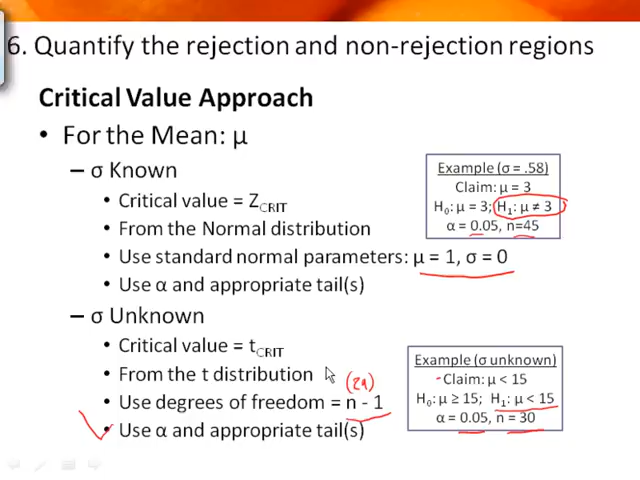 6. Quantify the rejection and non-rejection regions
Critical Value Approach
• For the Mean: μ
– σ Known
• Critical value = Z_CRIT
• From the Normal distribution
• Use standard normal parameters: μ = 1, σ = 0
• Use α and appropriate tail(s)
Example (σ = .58)
Claim: μ = 3
H₀: μ = 3; H₁: μ ≠ 3
α = 0.05, n=45
– σ Unknown
• Critical value = t_CRIT
• From the t distribution
(29)
• Use degrees of freedom = n - 1
• Use α and appropriate tail(s)
Example (σ unknown)
Claim: μ < 15
H₀: μ ≥ 15; H₁: μ < 15
α = 0.05, n = 30